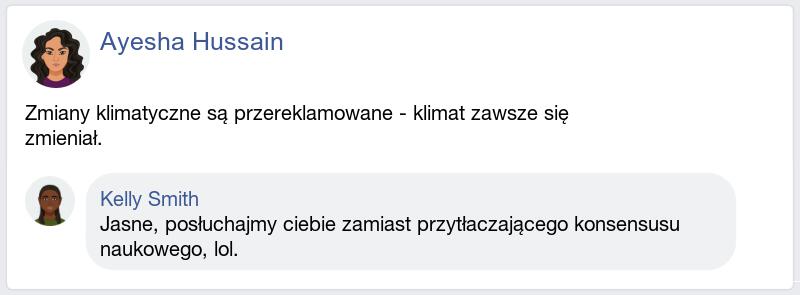 Ayesha Hussain
Zmiany klimatyczne są przereklamowane - klimat zawsze się
zmieniał.
Kelly Smith
Jasne, posłuchajmy ciebie zamiast przytłaczającego konsensusu
naukowego, lol.